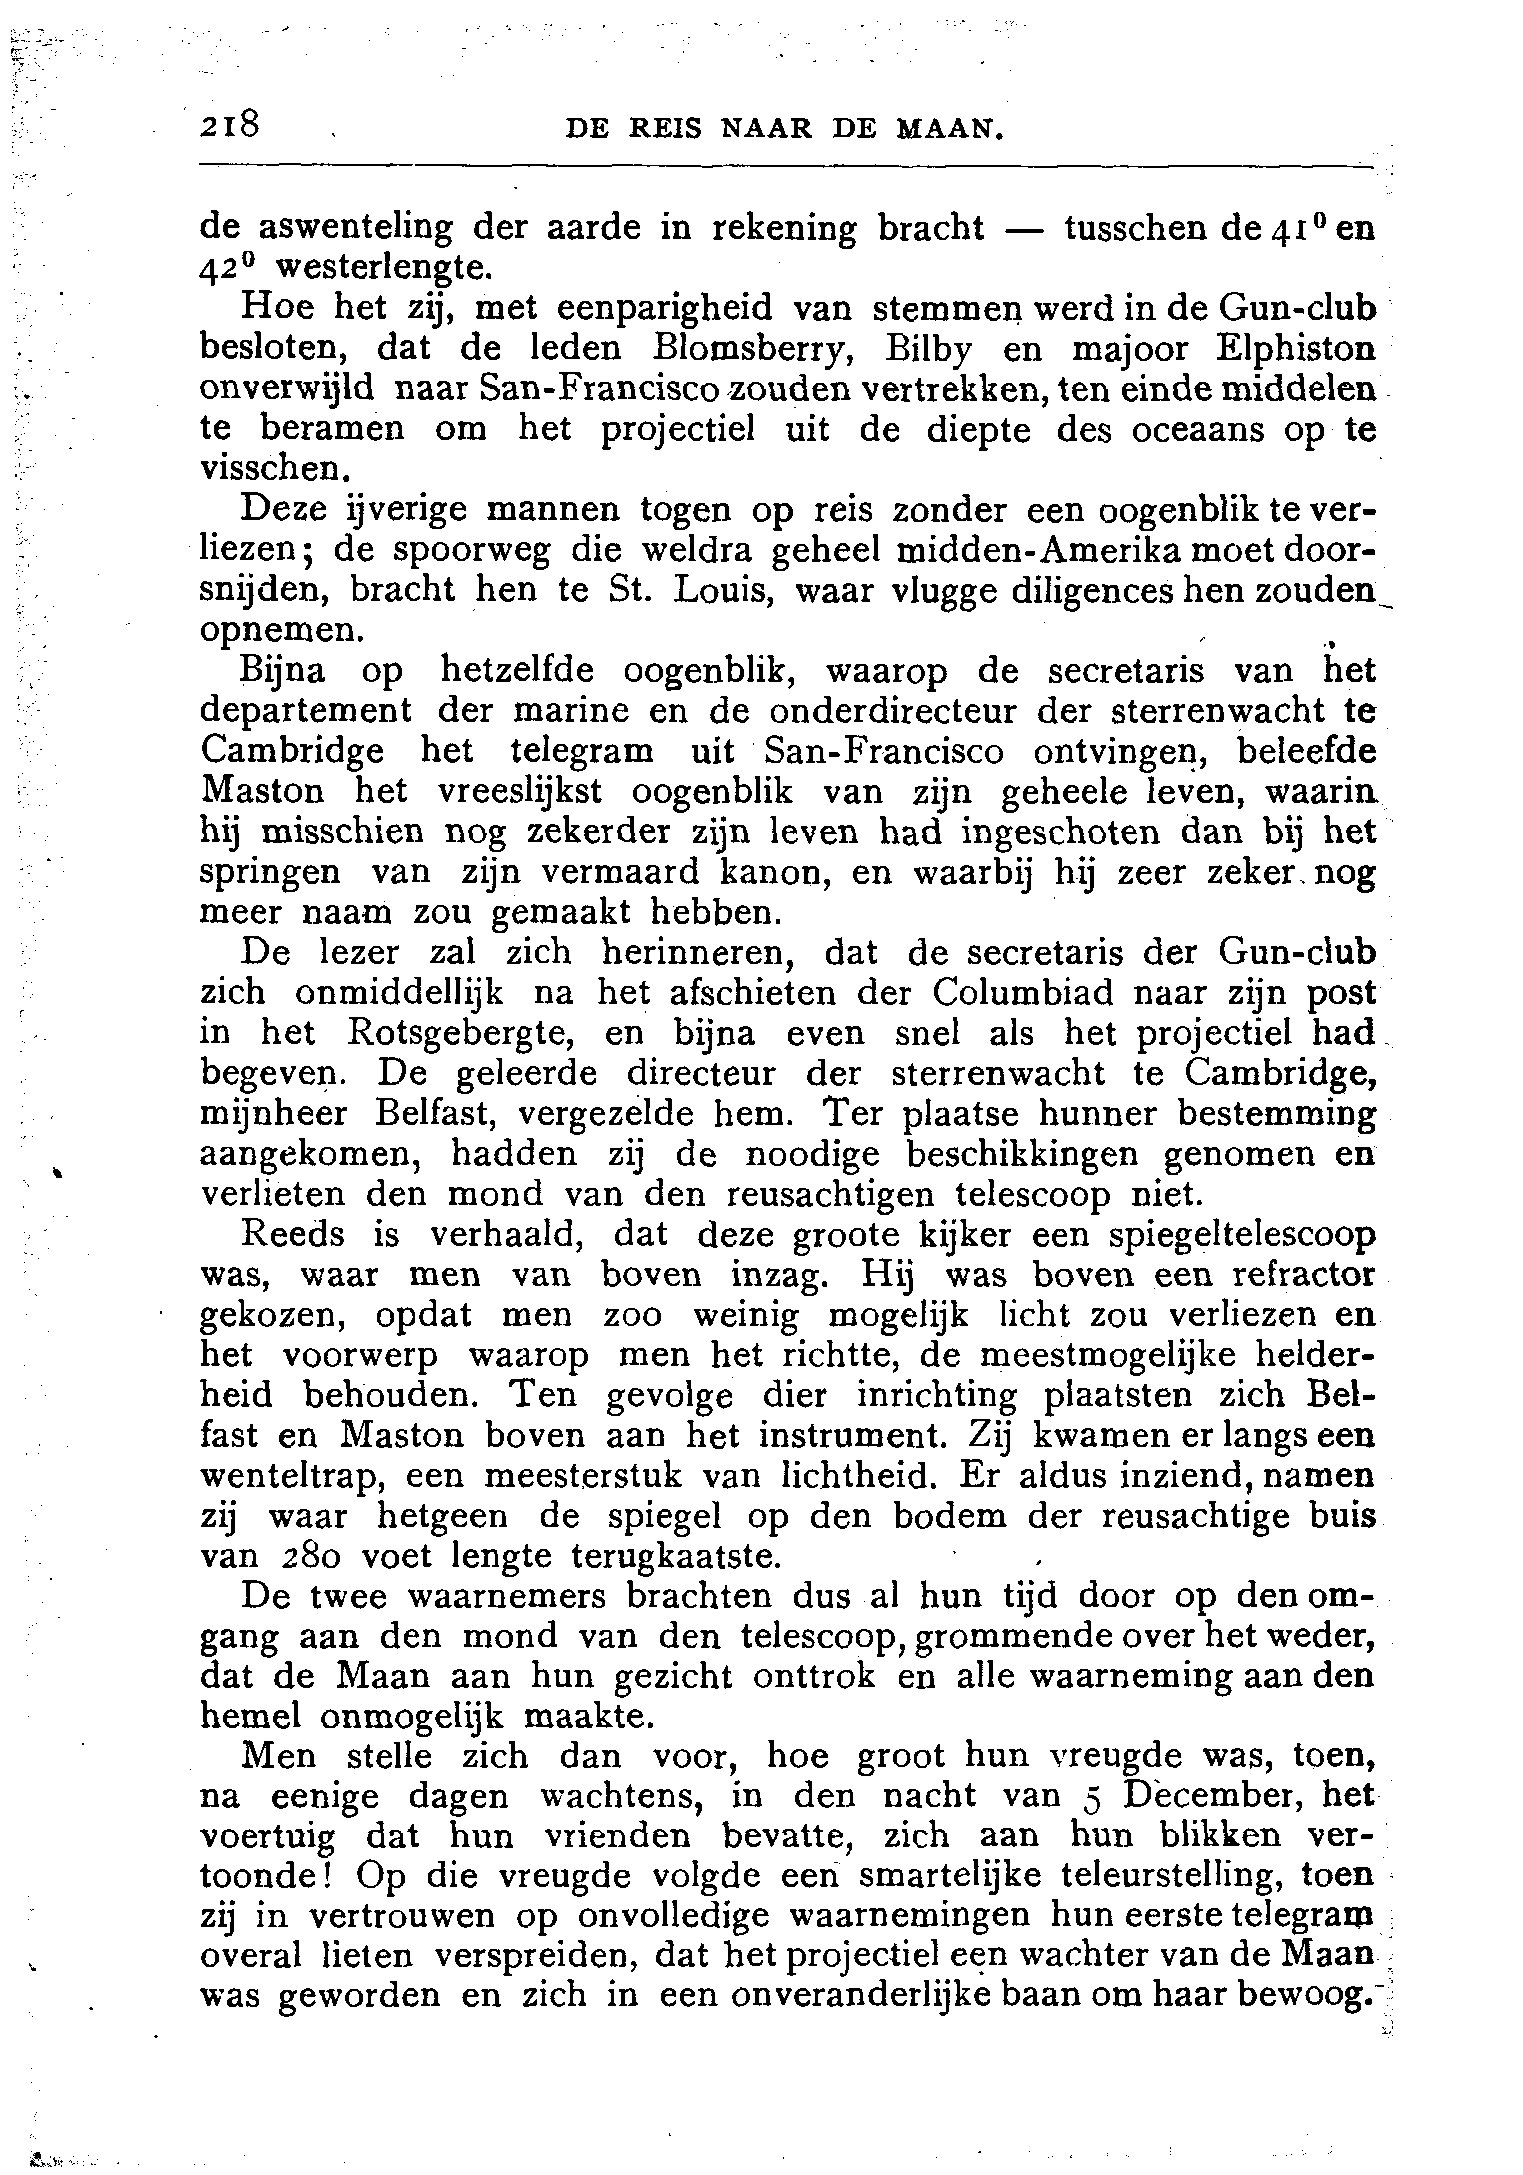 218 DE REIS NAAR DE MAAN.
de aswenteling der aarde in rekening bracht — tusschen de 41⁰ en
42⁰ westerlengte.
Hoe het zij, met eenparigheid van stemmen werd in de Gun-club
besloten, dat de leden Blomsberry, Bilby en majoor Elphiston
onverwijld naar San-Francisco zouden vertrekken, ten einde middelen
te beramen om het projectiel uit de diepte des oceaans op te
visschen.
Deze ijverige mannen togen op reis zonder een oogenblik te ver-
liezen; de spoorweg die weldra geheel midden-Amerika moet door-
snijden, bracht hen te St. Louis, waar vlugge diligences hen zouden
opnemen.
Bijna op hetzelfde oogenblik, waarop de secretaris van het
departement der marine en de onderdirecteur der sterrenwacht te
Cambridge het telegram uit San-Francisco ontvingen, beleefde
Maston het vreeslijkst oogenblik van zijn geheele leven, waarin
hij misschien nog zekerder zijn leven had ingeschoten dan bij het
springen van zijn vermaard kanon, en waarbij hij zeer zeker nog
meer naam zou gemaakt hebben.
De lezer zal zich herinneren, dat de secretaris der Gun-club
zich onmiddellijk na het afschieten der Columbiad naar zijn post
in het Rotsgebergte, en bijna even snel als het projectiel had
begeven. De geleerde directeur der sterrenwacht te Cambridge,
mijnheer Belfast, vergezelde hem. Ter plaatse hunner bestemming
aangekomen, hadden zij de noodige beschikkingen genomen en
verlieten den mond van den reusachtigen telescoop niet.
Reeds is verhaald, dat deze groote kijker een spiegeltelescoop
was, waar men van boven inzag. Hij was boven een refractor
gekozen, opdat men zoo weinig mogelijk licht zou verliezen en
het voorwerp waarop men het richtte, de meestmogelijke helder-
heid behouden. Ten gevolge dier inrichting plaatsten zich Bel-
fast en Maston boven aan het instrument. Zij kwamen er langs een
wenteltrap, een meesterstuk van lichtheid. Er aldus inziend, namen
zij waar hetgeen de spiegel op den bodem der reusachtige buis
van 280 voet lengte terugkaatste.
De twee waarnemers brachten dus al hun tijd door op den om-
gang aan den mond van den telescoop, grommende over het weder,
dat de Maan aan hun gezicht onttrok en alle waarneming aan den
hemel onmogelijk maakte.
Men stelle zich dan voor, hoe groot hun vreugde was, toen,
na eenige dagen wachtens, in den nacht van 5 December, het
voertuig dat hun vrienden bevatte, zich aan hun blikken ver-
toonde! Op die vreugde volgde een smartelijke teleurstelling, toen
zij in vertrouwen op onvolledige waarnemingen hun eerste telegram
overal lieten verspreiden, dat het projectiel een wachter van de Maan
was geworden en zich in een onveranderlijke baan om haar bewoog.